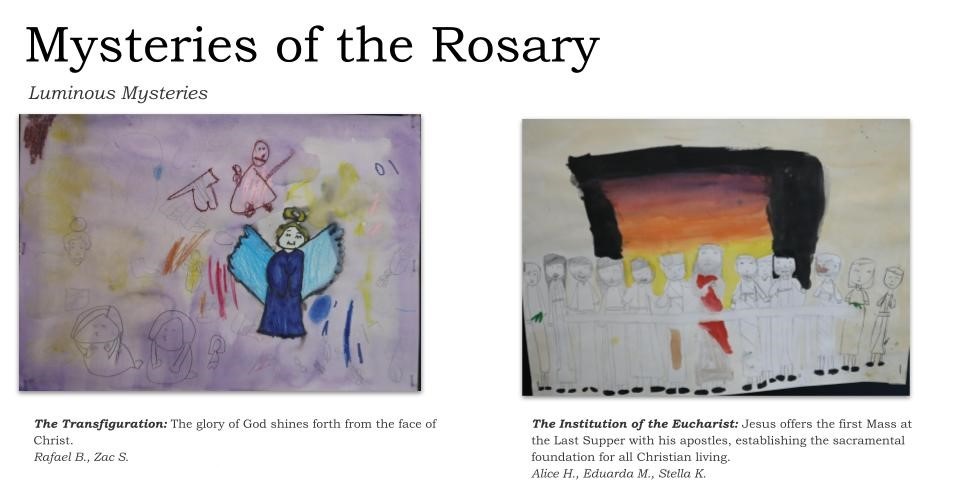 Mysteries of the Rosary
Luminous Mysteries
The Transfiguration: The glory of God shines forth from the face of
Christ.
Rafael B., Zac S.
The Institution of the Eucharist: Jesus offers the first Mass at
the Last Supper with his apostles, establishing the sacramental
foundation for all Christian living.
Alice H., Eduarda M., Stella K.